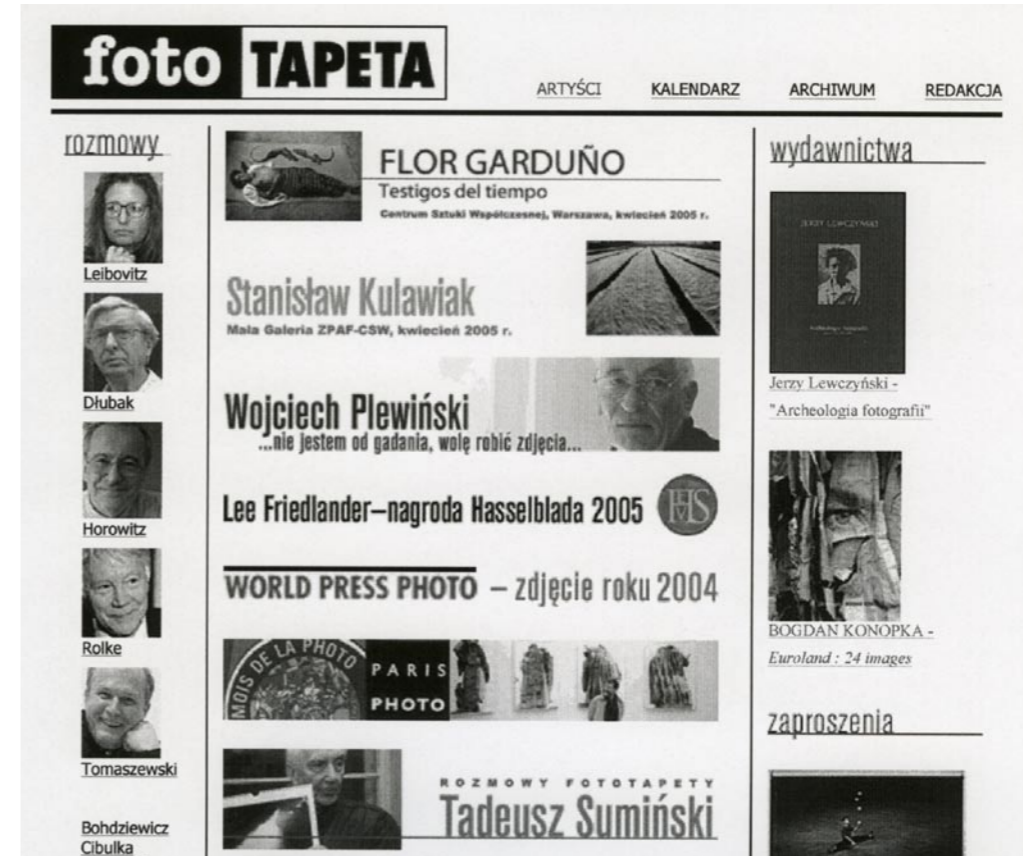 foto TAPETA
ARTYŚCI KALENDARZ ARCHIWUM REDAKCJA
rozmowy
Leibovitz
Dłubak
Horowitz
Rolke
Tomaszewski
Bohdziewicz
Cibulka
FLOR GARDUÑO
Testigos del tiempo
Centrum Sztuki Współczesnej, Warszawa, kwiecień 2005 r.
Stanisław Kulawiak
Mała Galeria ZPAF-CSW, kwiecień 2005 r.
Wojciech Plewiński
...nie jestem od gadania, wolę robić zdjęcia...
Lee Friedlander–nagroda Hasselblada 2005
WORLD PRESS PHOTO – zdjęcie roku 2004
MOIS DE LA PHOTO
PARIS
PHOTO
ROZMOWY FOTOTAPETY
Tadeusz Sumiński
wydawnictwa
JERZY LEWCZYŃSKI
Jerzy Lewczyński -
"Archeologia fotografii"
BOGDAN KONOPKA -
Euroland : 24 images
zaproszenia